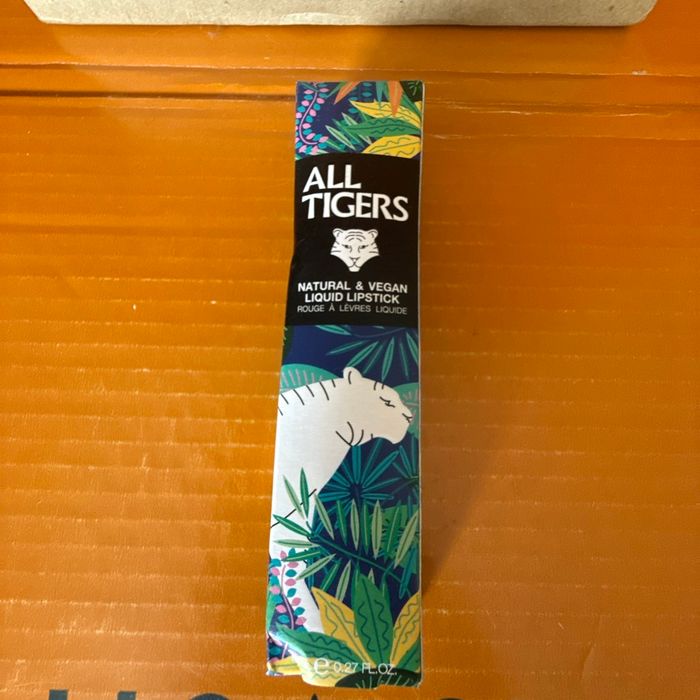 ALL
TIGERS
NATURAL & VEGAN
LIQUID LIPSTICK
ROUGE À LÈVRES LIQUIDE
℮ 0.27 FL.OZ.